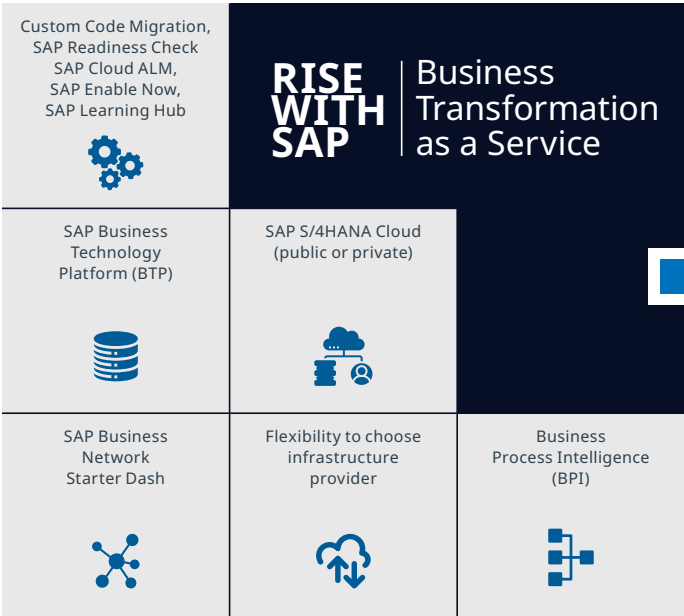 Custom Code Migration,
SAP Readiness Check
SAP Cloud ALM,
SAP Enable Now,
SAP Learning Hub
RISE
WITH
SAP
Business
Transformation
as a Service
SAP Business
Technology
Platform (BTP)
SAP S/4HANA Cloud
(public or private)
SAP Business
Network
Starter Dash
Flexibility to choose
infrastructure
provider
Business
Process Intelligence
(BPI)